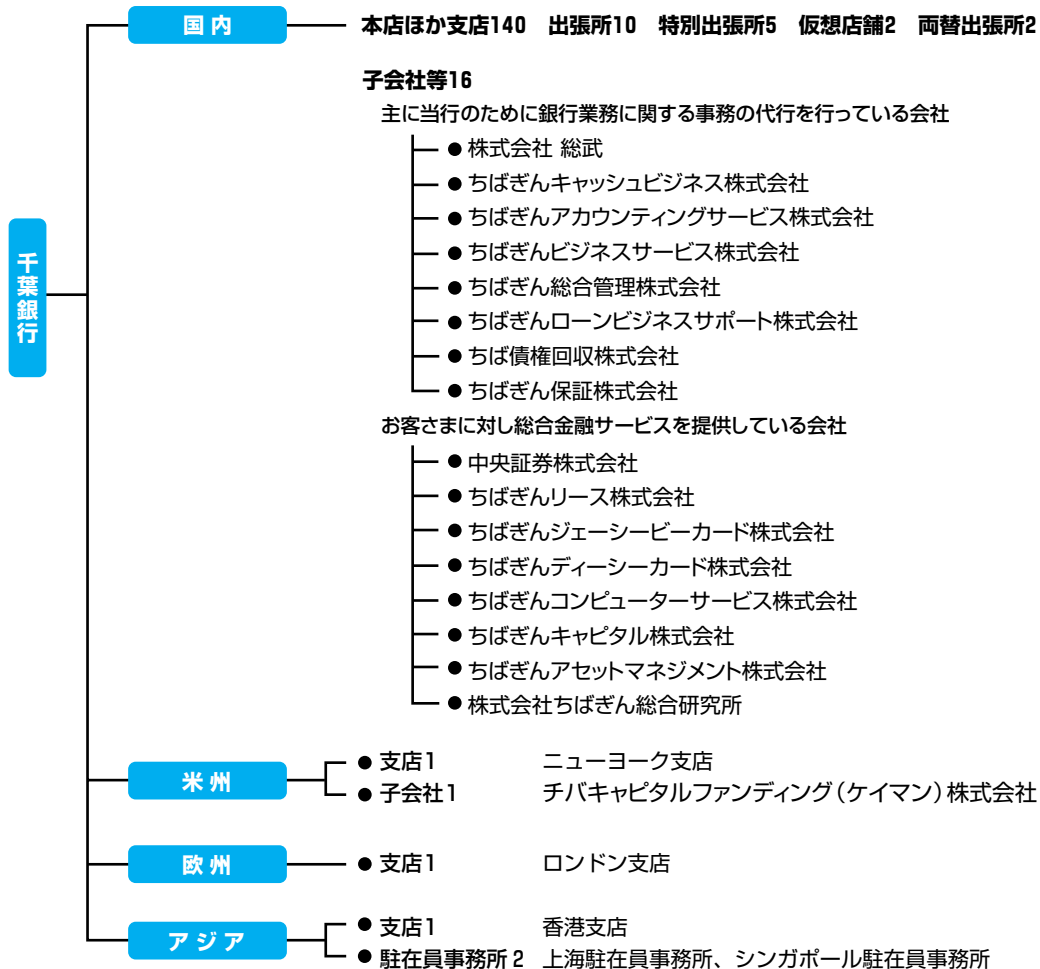 千葉銀行
国内
本店ほか支店140 出張所10 特別出張所5 仮想店舗2 両替出張所2
子会社等16
主に当行のために銀行業務に関する事務の代行を行っている会社
● 株式会社 総武
● ちばぎんキャッシュビジネス株式会社
● ちばぎんアカウンティングサービス株式会社
● ちばぎんビジネスサービス株式会社
● ちばぎん総合管理株式会社
● ちばぎんローンビジネスサポート株式会社
● ちば債権回収株式会社
● ちばぎん保証株式会社
お客さまに対し総合金融サービスを提供している会社
● 中央証券株式会社
● ちばぎんリース株式会社
● ちばぎんジェーシービーカード株式会社
● ちばぎんディーシーカード株式会社
● ちばぎんコンピューターサービス株式会社
● ちばぎんキャピタル株式会社
● ちばぎんアセットマネジメント株式会社
● 株式会社ちばぎん総合研究所
米州
● 支店1 ニューヨーク支店
● 子会社1 チバキャピタルファンディング(ケイマン)株式会社
欧州
● 支店1 ロンドン支店
アジア
● 支店1 香港支店
● 駐在員事務所2 上海駐在員事務所、シンガポール駐在員事務所